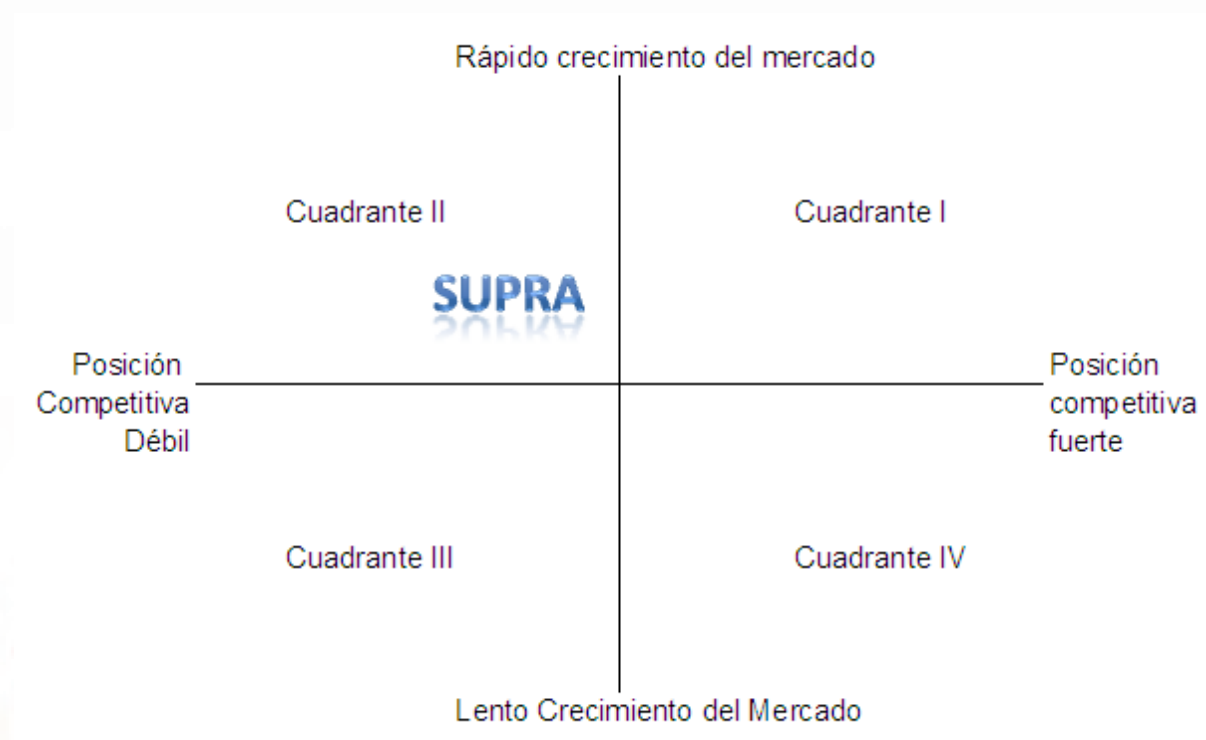 Rápido crecimiento del mercado
Cuadrante II
Cuadrante I
SUPRA
Posición
Competitiva
Débil
Posición
competitiva
fuerte
Cuadrante III
Cuadrante IV
Lento Crecimiento del Mercado